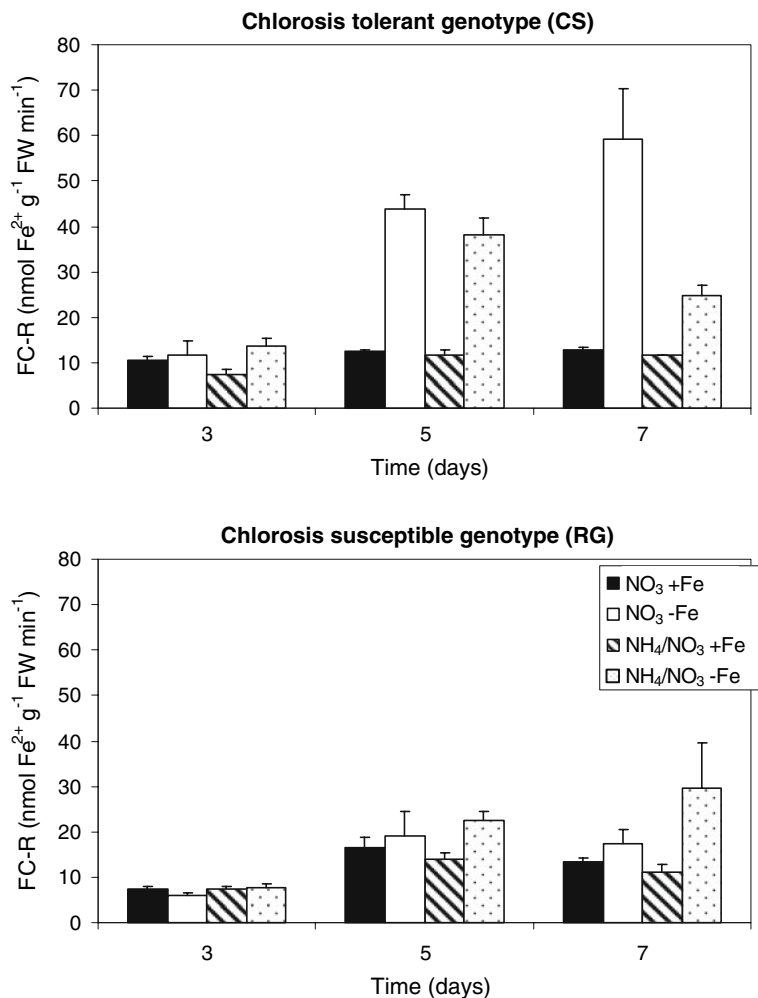 Chlorosis tolerant genotype (CS)
FC-R (nmol Fe²⁺ g⁻¹ FW min⁻¹)
80
70
60
50
40
30
20
10
0
3 5 7
Time (days)
Chlorosis susceptible genotype (RG)
FC-R (nmol Fe²⁺ g⁻¹ FW min⁻¹)
80
70
60
50
40
30
20
10
0
NO₃ +Fe
NO₃ -Fe
NH₄/NO₃ +Fe
NH₄/NO₃ -Fe
3 5 7
Time (days)